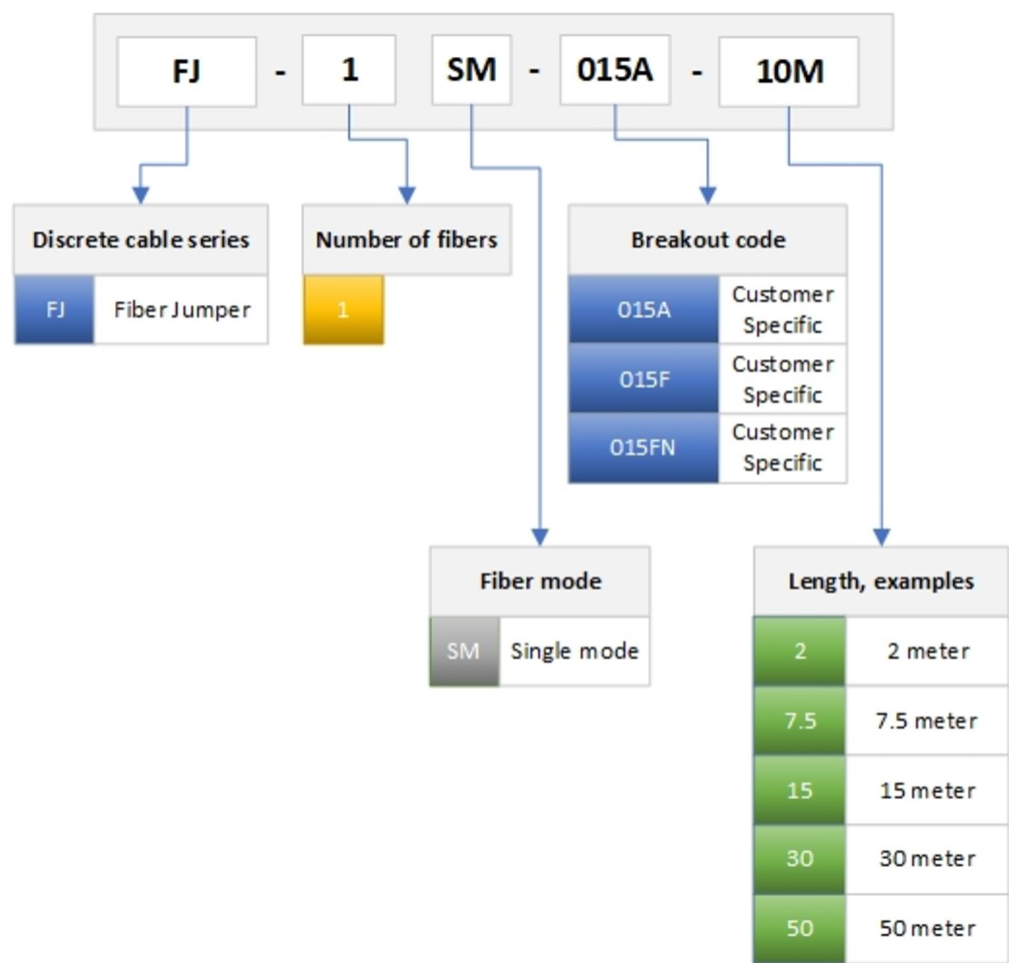 FJ - 1 SM - 015A - 10M
Discrete cable series
FJ Fiber Jumper
Number of fibers
1
Breakout code
015A Customer
Specific
015F Customer
Specific
015FN Customer
Specific
Fiber mode
SM Single mode
Length, examples
2 2 meter
7.5 7.5 meter
15 15 meter
30 30 meter
50 50 meter